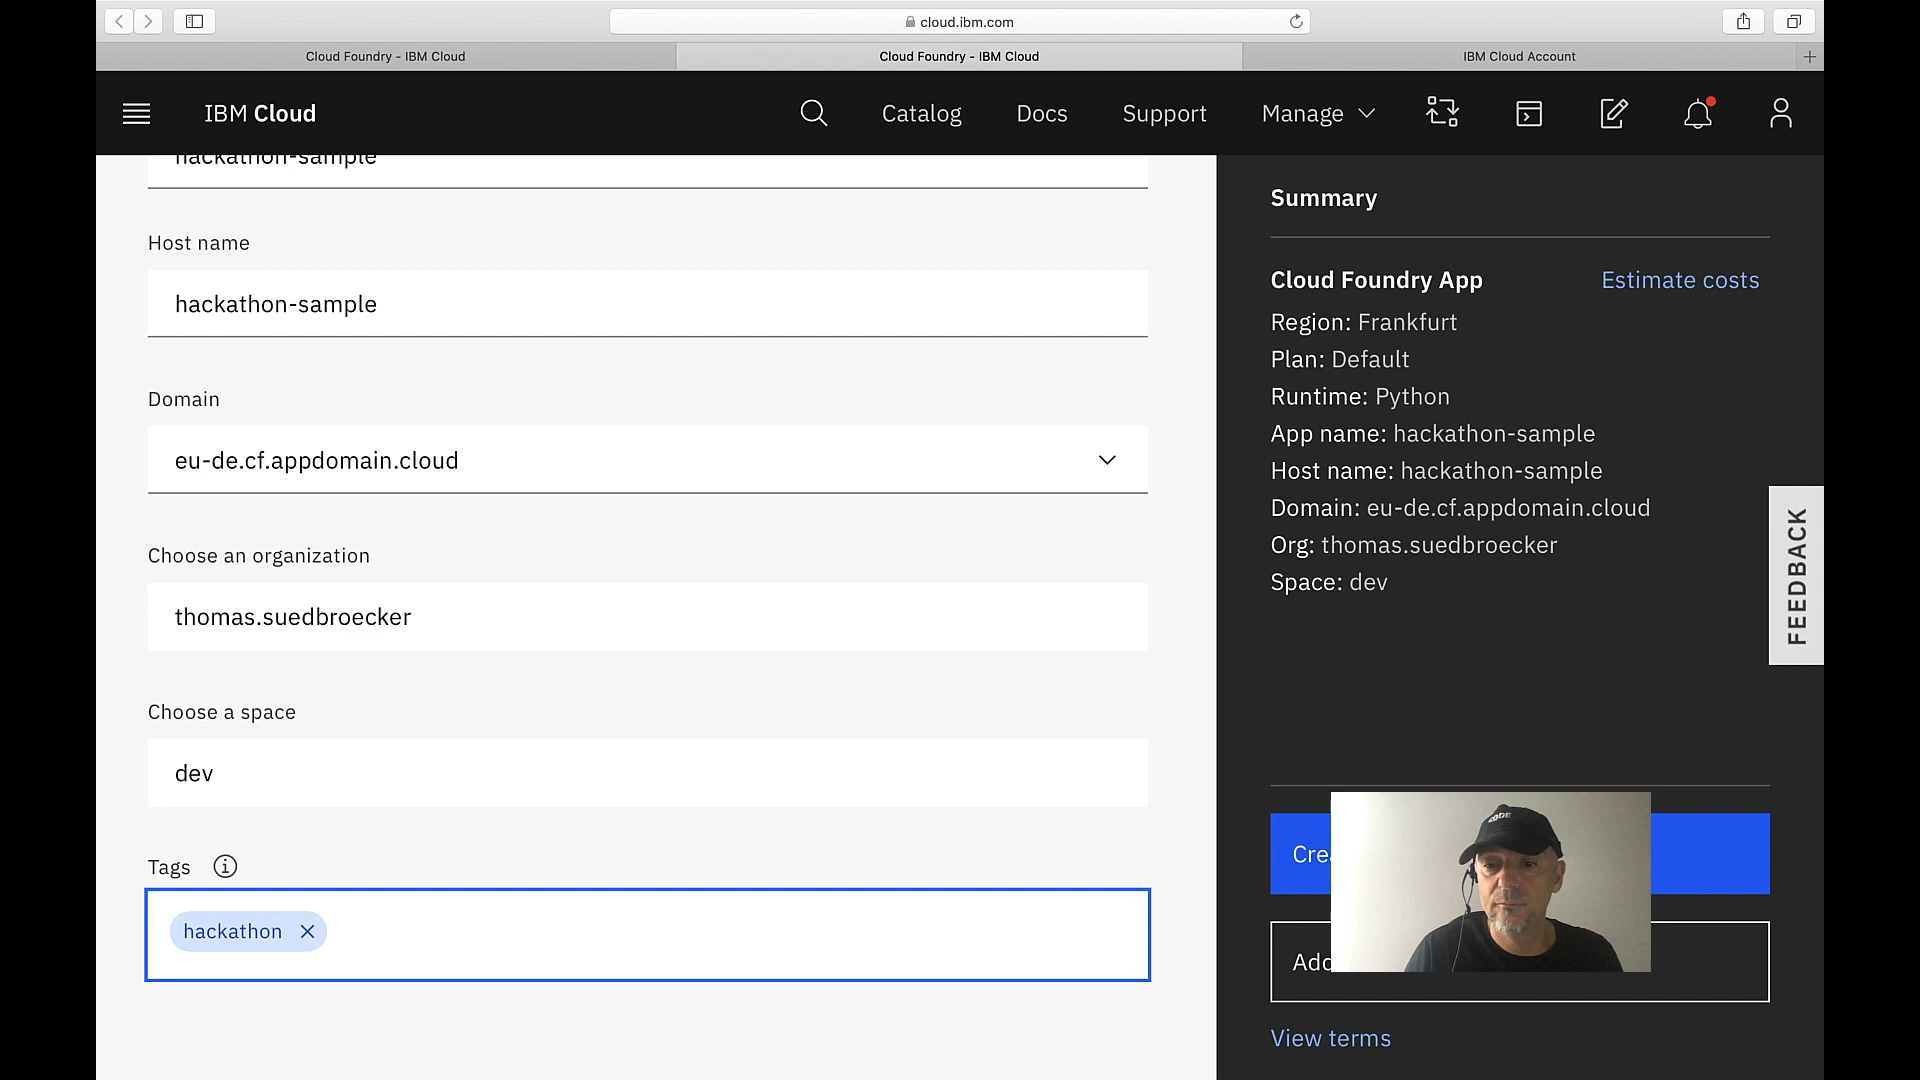 cloud.ibm.com
Cloud Foundry - IBM Cloud
Cloud Foundry - IBM Cloud
IBM Cloud Account
IBM Cloud
Catalog
Docs
Support
Manage
hackathon-sample
Host name
hackathon-sample
Domain
eu-de.cf.appdomain.cloud
Choose an organization
thomas.suedbroecker
Choose a space
dev
Tags
hackathon
Summary
Cloud Foundry App
Estimate costs
Region: Frankfurt
Plan: Default
Runtime: Python
App name: hackathon-sample
Host name: hackathon-sample
Domain: eu-de.cf.appdomain.cloud
Org: thomas.suedbroecker
Space: dev
FEEDBACK
CODE
View terms